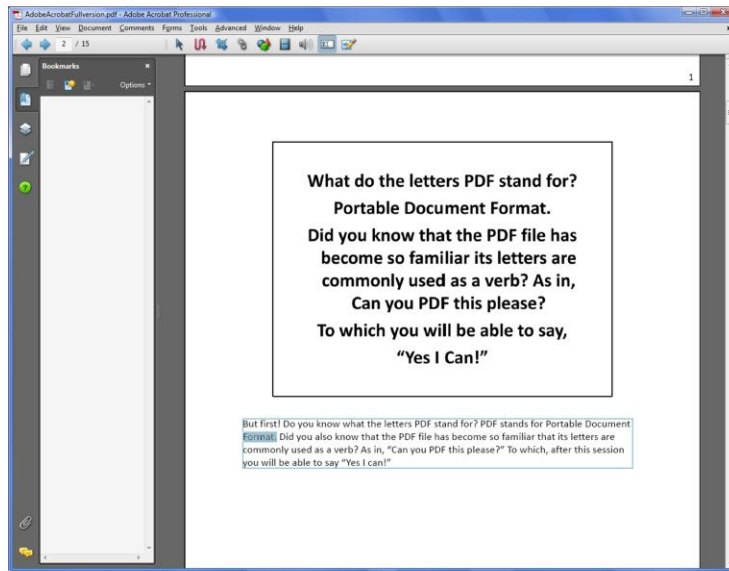 AdobeAcrobatFullversion.pdf - Adobe Acrobat Professional
File Edit View Document Comments Forms Tools Advanced Window Help
2 / 15
Bookmarks
Options
1
What do the letters PDF stand for?
Portable Document Format.
Did you know that the PDF file has
become so familiar its letters are
commonly used as a verb? As in,
Can you PDF this please?
To which you will be able to say,
“Yes I Can!”
But first! Do you know what the letters PDF stand for? PDF stands for Portable Document
Format. Did you also know that the PDF file has become so familiar that its letters are
commonly used as a verb? As in, “Can you PDF this please?” To which, after this session
you will be able to say “Yes I can!”